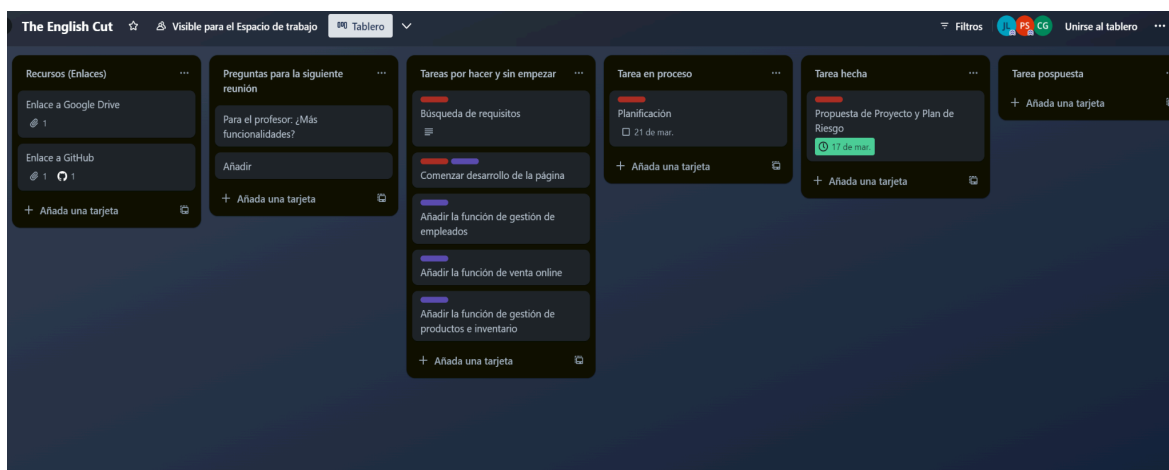 The English Cut
Visible para el Espacio de trabajo
Tablero
Filtros
JL
PS
CG
Unirse al tablero
Recursos (Enlaces)
Enlace a Google Drive
1
Enlace a GitHub
1 1
+ Añada una tarjeta
Preguntas para la siguiente
reunión
Para el profesor: ¿Más
funcionalidades?
Añadir
+ Añada una tarjeta
Tareas por hacer y sin empezar
Búsqueda de requisitos
Comenzar desarrollo de la página
Añadir la función de gestión de
empleados
Añadir la función de venta online
Añadir la función de gestión de
productos e inventario
+ Añada una tarjeta
Tarea en proceso
Planificación
21 de mar.
+ Añada una tarjeta
Tarea hecha
Propuesta de Proyecto y Plan de
Riesgo
17 de mar.
+ Añada una tarjeta
Tarea pospuesta
+ Añada una tarjeta